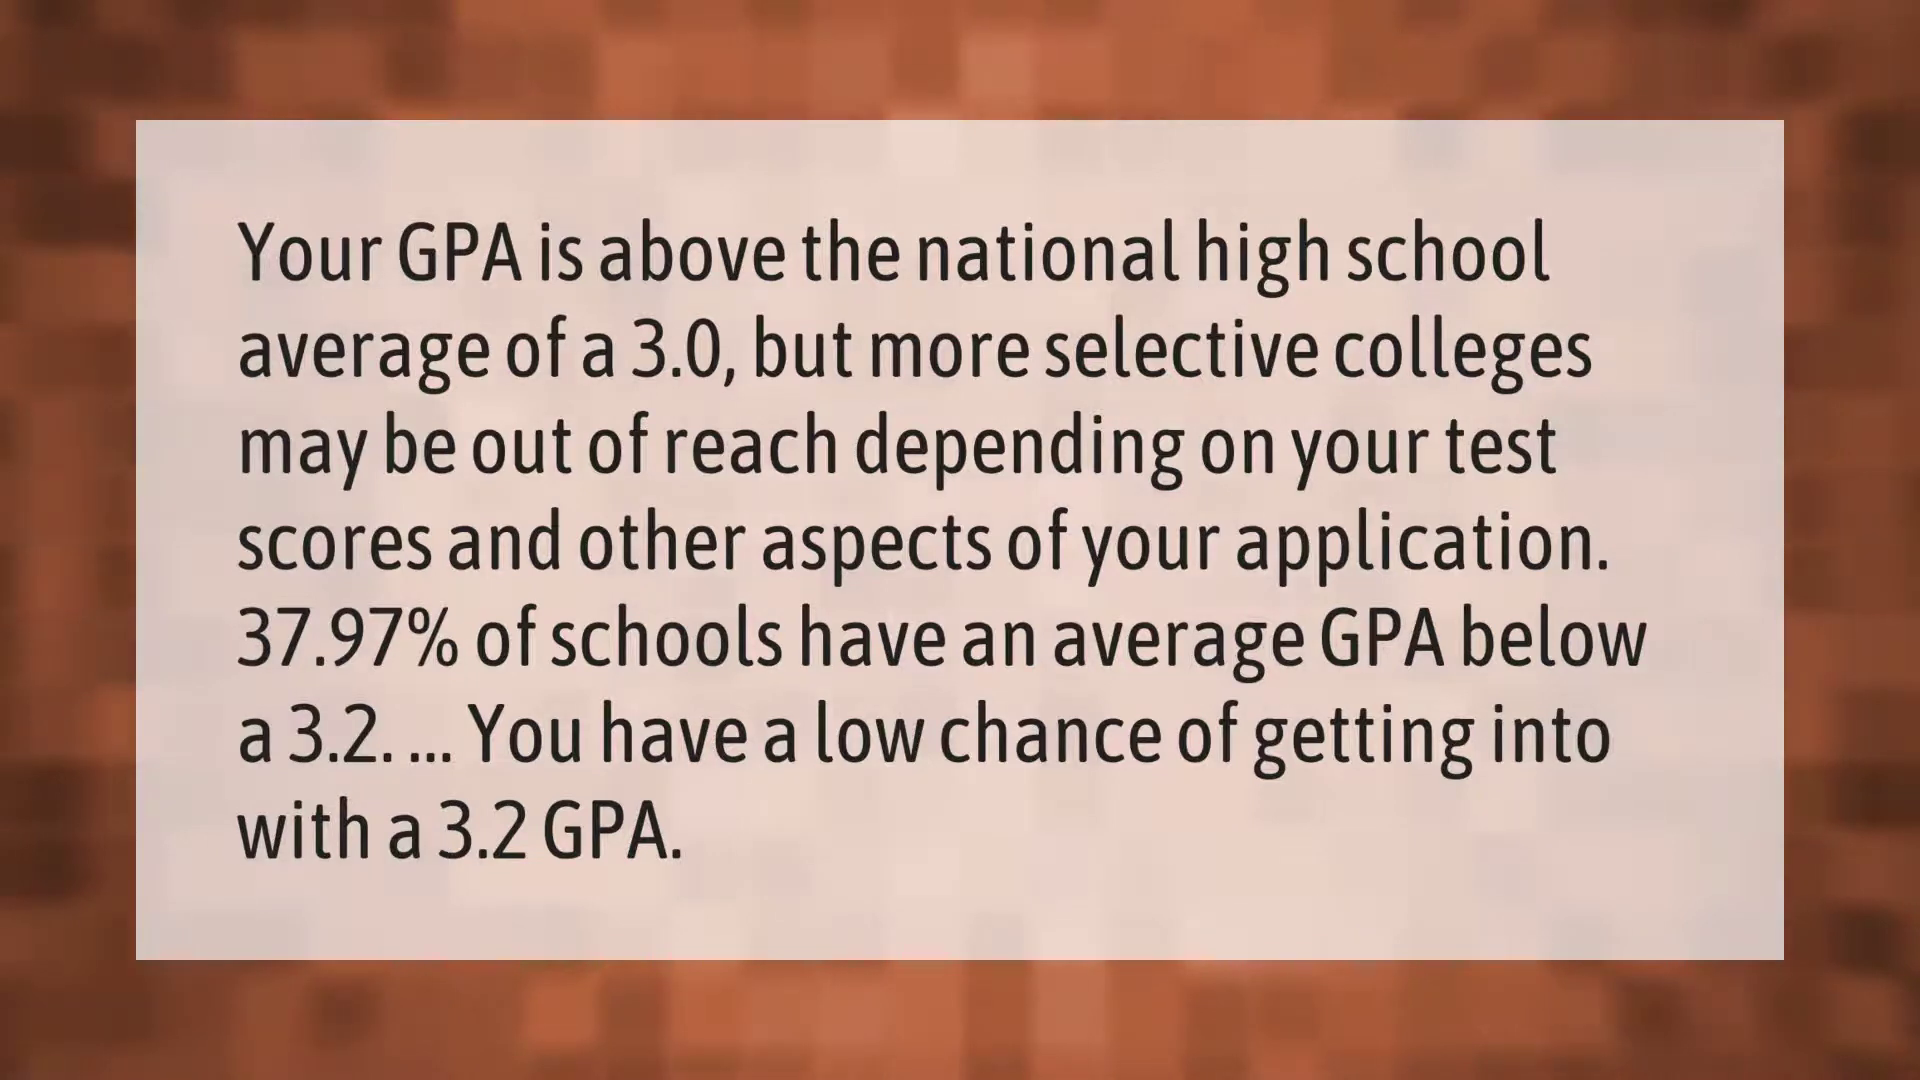 Your GPA is above the national high school
average of a 3.0, but more selective colleges
may be out of reach depending on your test
scores and other aspects of your application.
37.97% of schools have an average GPA below
a 3.2. ... You have a low chance of getting into
with a 3.2 GPA.